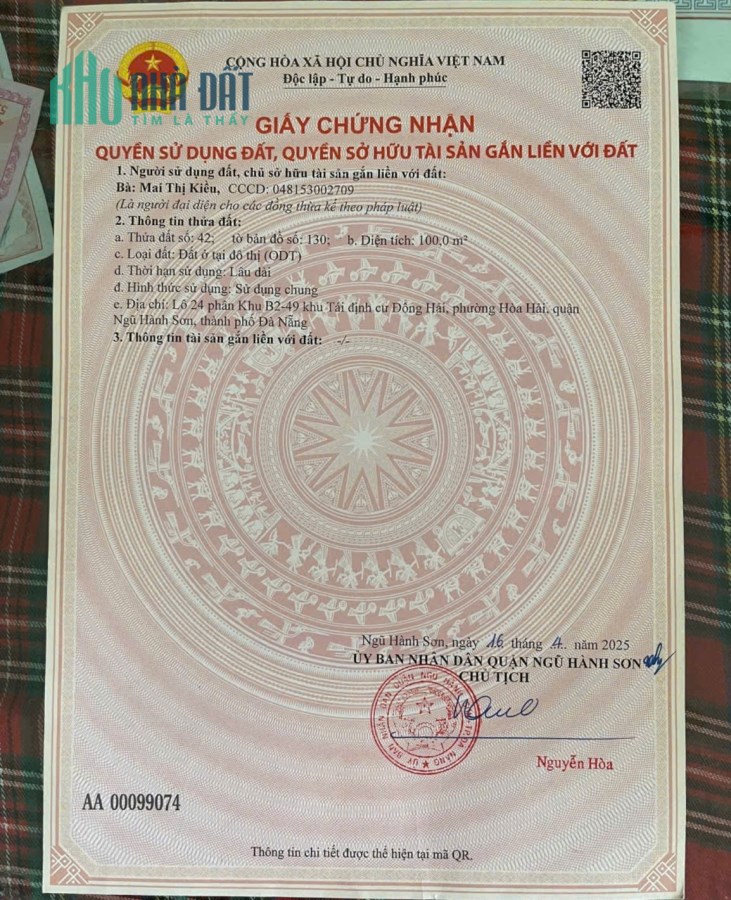 CỘNG HÒA XÃ HỘI CHỦ NGHĨA VIỆT NAM
Độc lập - Tự do - Hạnh phúc
KHO NHÀ ĐẤT
TÌM LÀ THẤY
GIẤY CHỨNG NHẬN
QUYỀN SỬ DỤNG ĐẤT, QUYỀN SỞ HỮU TÀI SẢN GẮN LIỀN VỚI ĐẤT
1. Người sử dụng đất, chủ sở hữu tài sản gắn liền với đất:
Bà: Mai Thị Kiều, CCCD: 048153002709
(Là người đại diện cho các đồng thừa kế theo pháp luật)
2. Thông tin thửa đất:
a. Thửa đất số: 42; tờ bản đồ số: 130; b. Diện tích: 100,0 m²
c. Loại đất: Đất ở tại đô thị (ODT)
d. Thời hạn sử dụng: Lâu dài
đ. Hình thức sử dụng: Sử dụng chung
e. Địa chỉ: Lô 24 phân Khu B2-49 khu Tái định cư Đông Hải, phường Hòa Hải, quận
Ngũ Hành Sơn, thành phố Đà Nẵng
3. Thông tin tài sản gắn liền với đất: -/-
Ngũ Hành Sơn, ngày 16 tháng 4. năm 2025
ỦY BAN NHÂN DÂN QUẬN NGŨ HÀNH SƠN
CHỦ TỊCH
Nguyễn Hòa
AA 00099074
Thông tin chi tiết được thể hiện tại mã QR.